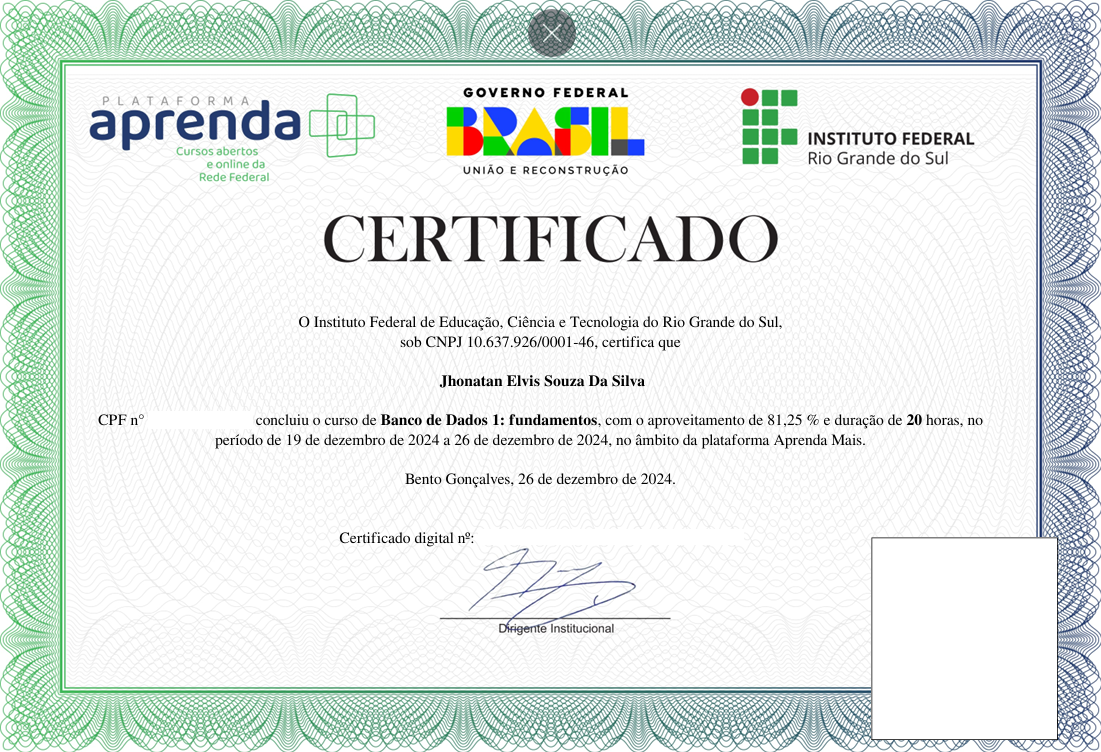 PLATAFORMA
aprenda
Cursos abertos
e online da
Rede Federal
GOVERNO FEDERAL
BRASIL
UNIÃO E RECONSTRUÇÃO
INSTITUTO FEDERAL
Rio Grande do Sul
CERTIFICADO
O Instituto Federal de Educação, Ciência e Tecnologia do Rio Grande do Sul,
sob CNPJ 10.637.926/0001-46, certifica que
Jhonatan Elvis Souza Da Silva
CPF n° concluiu o curso de Banco de Dados 1: fundamentos, com o aproveitamento de 81,25 % e duração de 20 horas, no
período de 19 de dezembro de 2024 a 26 de dezembro de 2024, no âmbito da plataforma Aprenda Mais.
Bento Gonçalves, 26 de dezembro de 2024.
Certificado digital nº:
Dirigente Institucional